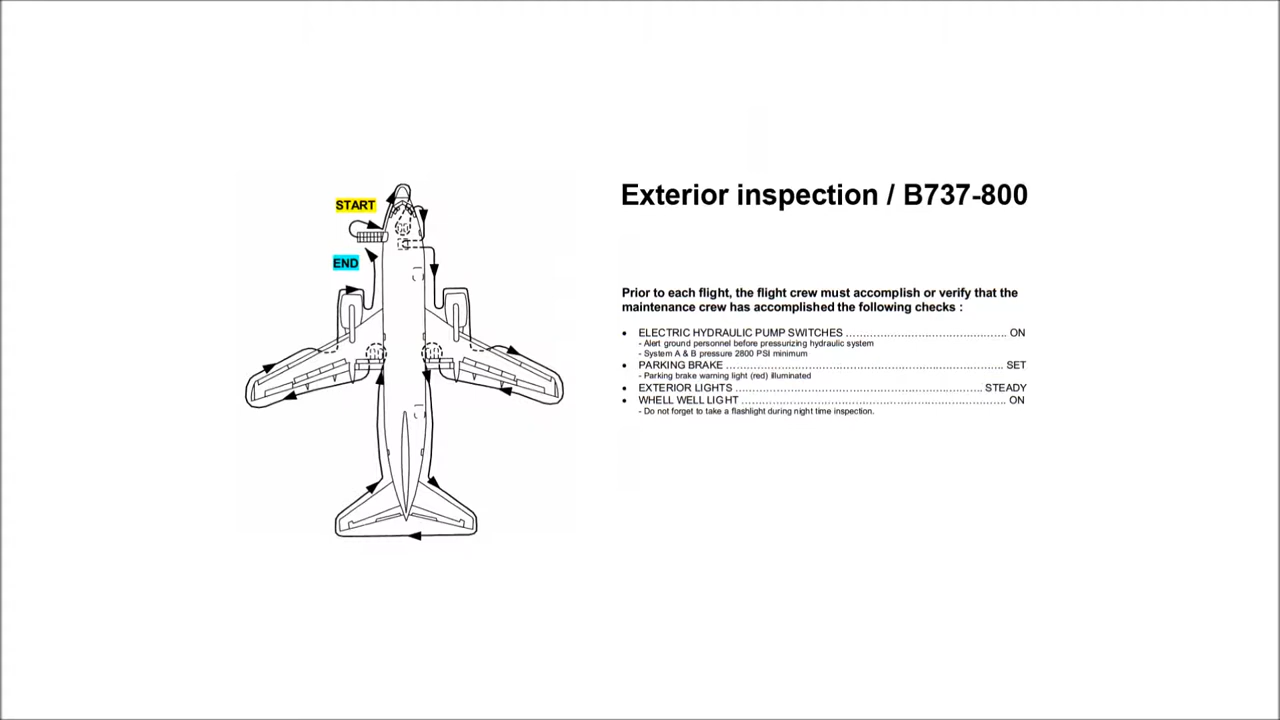 START
END
Exterior inspection / B737-800
Prior to each flight, the flight crew must accomplish or verify that the
maintenance crew has accomplished the following checks :
• ELECTRIC HYDRAULIC PUMP SWITCHES ........................................................ ON
- Alert ground personnel before pressurizing hydraulic system
- System A & B pressure 2800 PSI minimum
• PARKING BRAKE ........................................................................................ SET
- Parking brake warning light (red) illuminated
• EXTERIOR LIGHTS .............................................................................. STEADY
• WHELL WELL LIGHT .................................................................................... ON
- Do not forget to take a flashlight during night time inspection.